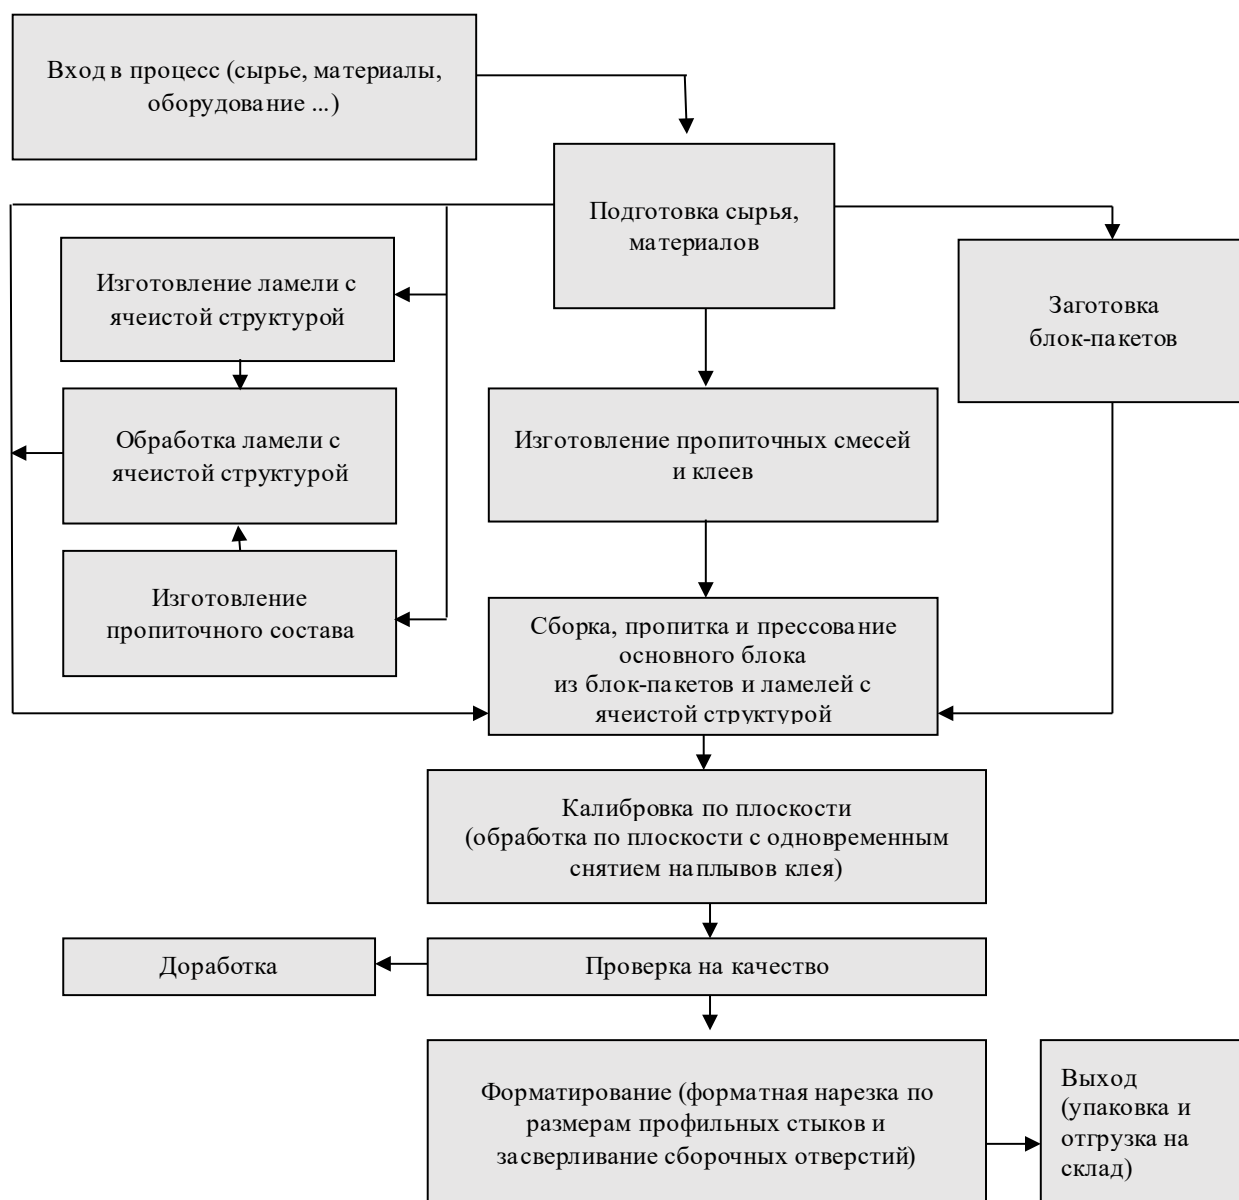 Вход в процесс (сырье, материалы,
оборудование ...)
Подготовка сырья,
материалов
Изготовление ламели с
ячеистой структурой
Заготовка
блок-пакетов
Обработка ламели с
ячеистой структурой
Изготовление пропиточных смесей
и клеев
Изготовление
пропиточного состава
Сборка, пропитка и прессование
основного блока
из блок-пакетов и ламелей с
ячеистой структурой
Калибровка по плоскости
(обработка по плоскости с одновременным
снятием наплывов клея)
Доработка
Проверка на качество
Форматирование (форматная нарезка по
размерам профильных стыков и
засверливание сборочных отверстий)
Выход
(упаковка и
отгрузка на
склад)